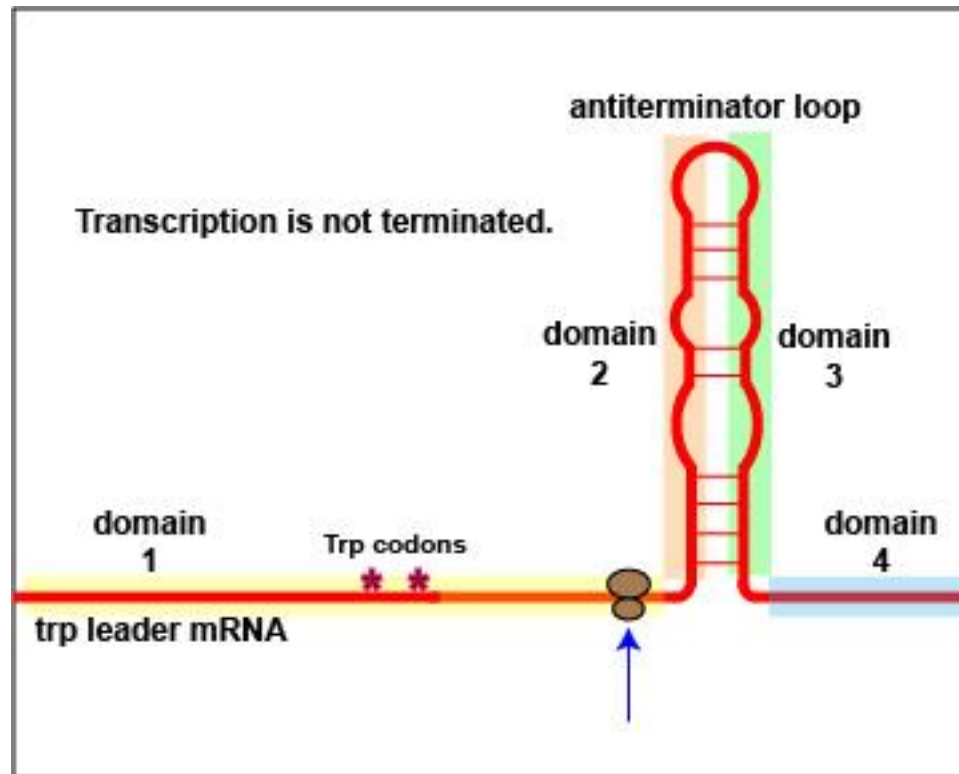 antiterminator loop
Transcription is not terminated.
domain
2
domain
3
domain
1
Trp codons
* *
domain
4
trp leader mRNA